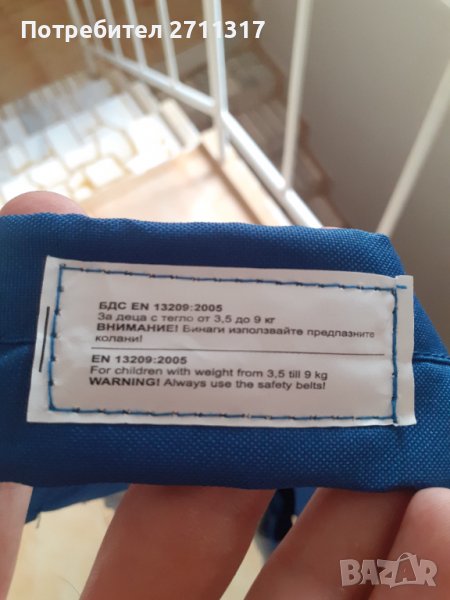 Потребител 2711317
БДС EN 13209:2005
За деца с тегло от 3,5 до 9 кг
ВНИМАНИЕ! Винаги използвайте предпазните
колани!
EN 13209:2005
For children with weight from 3,5 till 9 kg
WARNING! Always use the safety belts!
BAZAR